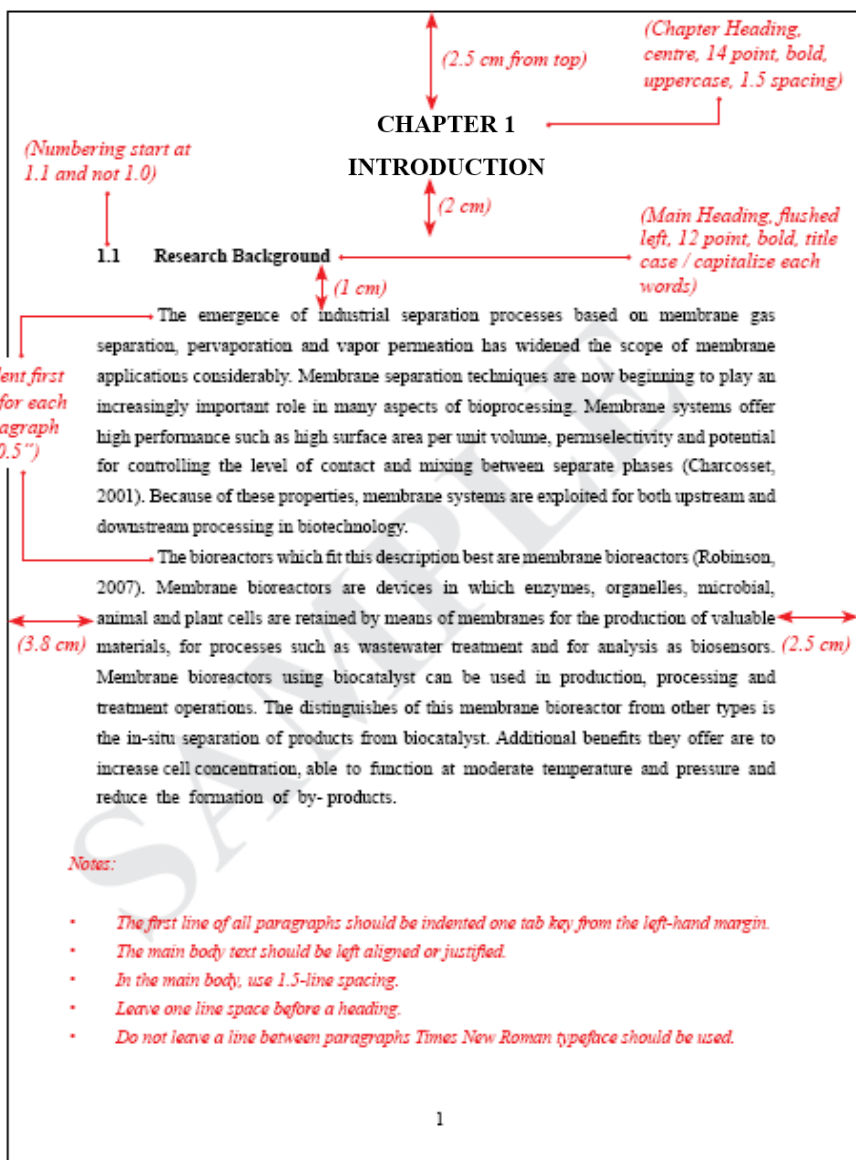 (Chapter Heading,
centre, 14 point, bold,
uppercase, 1.5 spacing)
(2.5 cm from top)
CHAPTER 1
(Numbering start at
1.1 and not 1.0)
INTRODUCTION
(2 cm)
(Main Heading, flushed
left, 12 point, bold, title
case / capitalize each
words)
1.1 Research Background
(1 cm)
The emergence of industrial separation processes based on membrane gas
separation, pervaporation and vapor permeation has widened the scope of membrane
applications considerably. Membrane separation techniques are now beginning to play an
increasingly important role in many aspects of bioprocessing. Membrane systems offer
high performance such as high surface area per unit volume, permselectivity and potential
for controlling the level of contact and mixing between separate phases (Charcosset,
2001). Because of these properties, membrane systems are exploited for both upstream and
downstream processing in biotechnology.
ent first
for each
agraph
0.5")
The bioreactors which fit this description best are membrane bioreactors (Robinson,
2007). Membrane bioreactors are devices in which enzymes, organelles, microbial,
animal and plant cells are retained by means of membranes for the production of valuable
materials, for processes such as wastewater treatment and for analysis as biosensors.
(3.8 cm)
(2.5 cm)
Membrane bioreactors using biocatalyst can be used in production, processing and
treatment operations. The distinguishes of this membrane bioreactor from other types is
the in-situ separation of products from biocatalyst. Additional benefits they offer are to
increase cell concentration, able to function at moderate temperature and pressure and
reduce the formation of by- products.
SAMPLE
Notes:
• The first line of all paragraphs should be indented one tab key from the left-hand margin.
• The main body text should be left aligned or justified.
• In the main body, use 1.5-line spacing.
• Leave one line space before a heading.
• Do not leave a line between paragraphs Times New Roman typeface should be used.
1